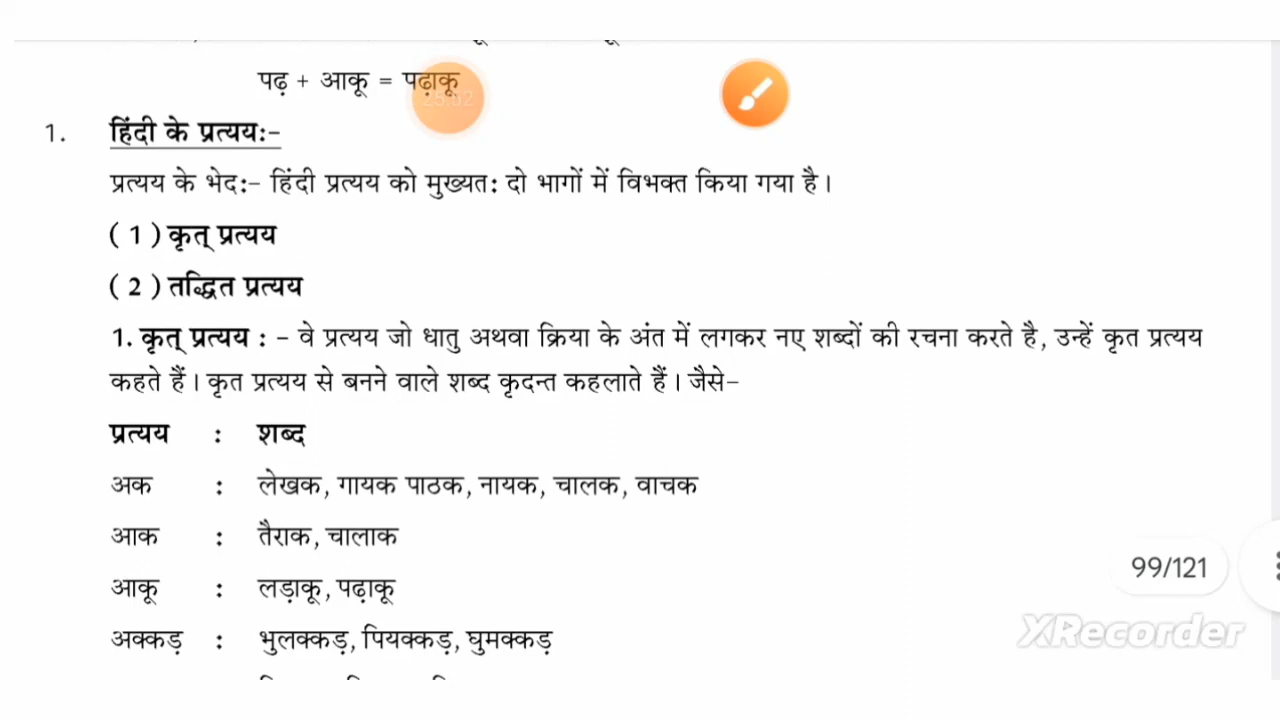 पढ़ + आकू = पढ़ाकू
1. हिंदी के प्रत्ययः-
प्रत्यय के भेदः- हिंदी प्रत्यय को मुख्यतः दो भागों में विभक्त किया गया है।
( 1 ) कृत् प्रत्यय
( 2 ) तद्धित प्रत्यय
1. कृत् प्रत्यय : - वे प्रत्यय जो धातु अथवा क्रिया के अंत में लगकर नए शब्दों की रचना करते है, उन्हें कृत प्रत्यय
कहते हैं। कृत प्रत्यय से बनने वाले शब्द कृदन्त कहलाते हैं। जैसे-
प्रत्यय : शब्द
अक : लेखक, गायक पाठक, नायक, चालक, वाचक
आक : तैराक, चालाक
आकू : लड़ाकू, पढ़ाकू
99/121
अक्कड़ : भुलक्कड़, पियक्कड़, घुमक्कड़
XRecorder